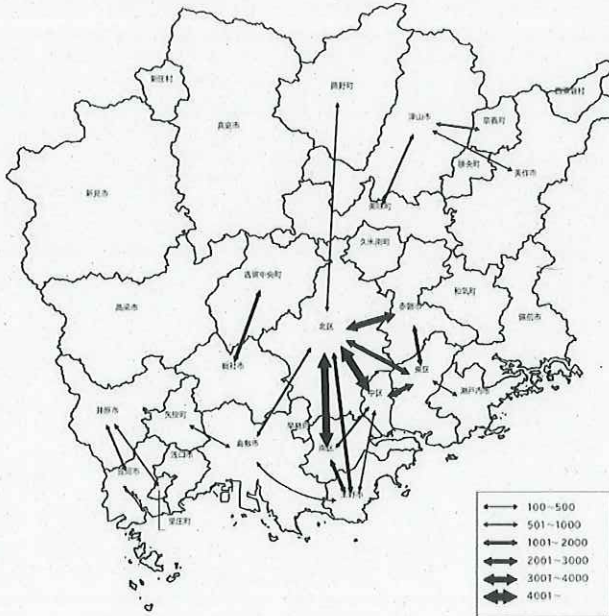 新庄村
真庭市
鏡野町
津山市
奈義町
西粟倉村
勝央町
美作市
新見市
美咲町
久米南町
吉備中央町
高梁市
北区
赤磐市
和気町
備前市
総社市
東区
瀬戸内市
中区
井原市
矢掛町
倉敷市
早島町
南区
浅口市
笠岡市
玉野市
里庄町
100~500
501~1000
1001~2000
2001~3000
3001~4000
4001~